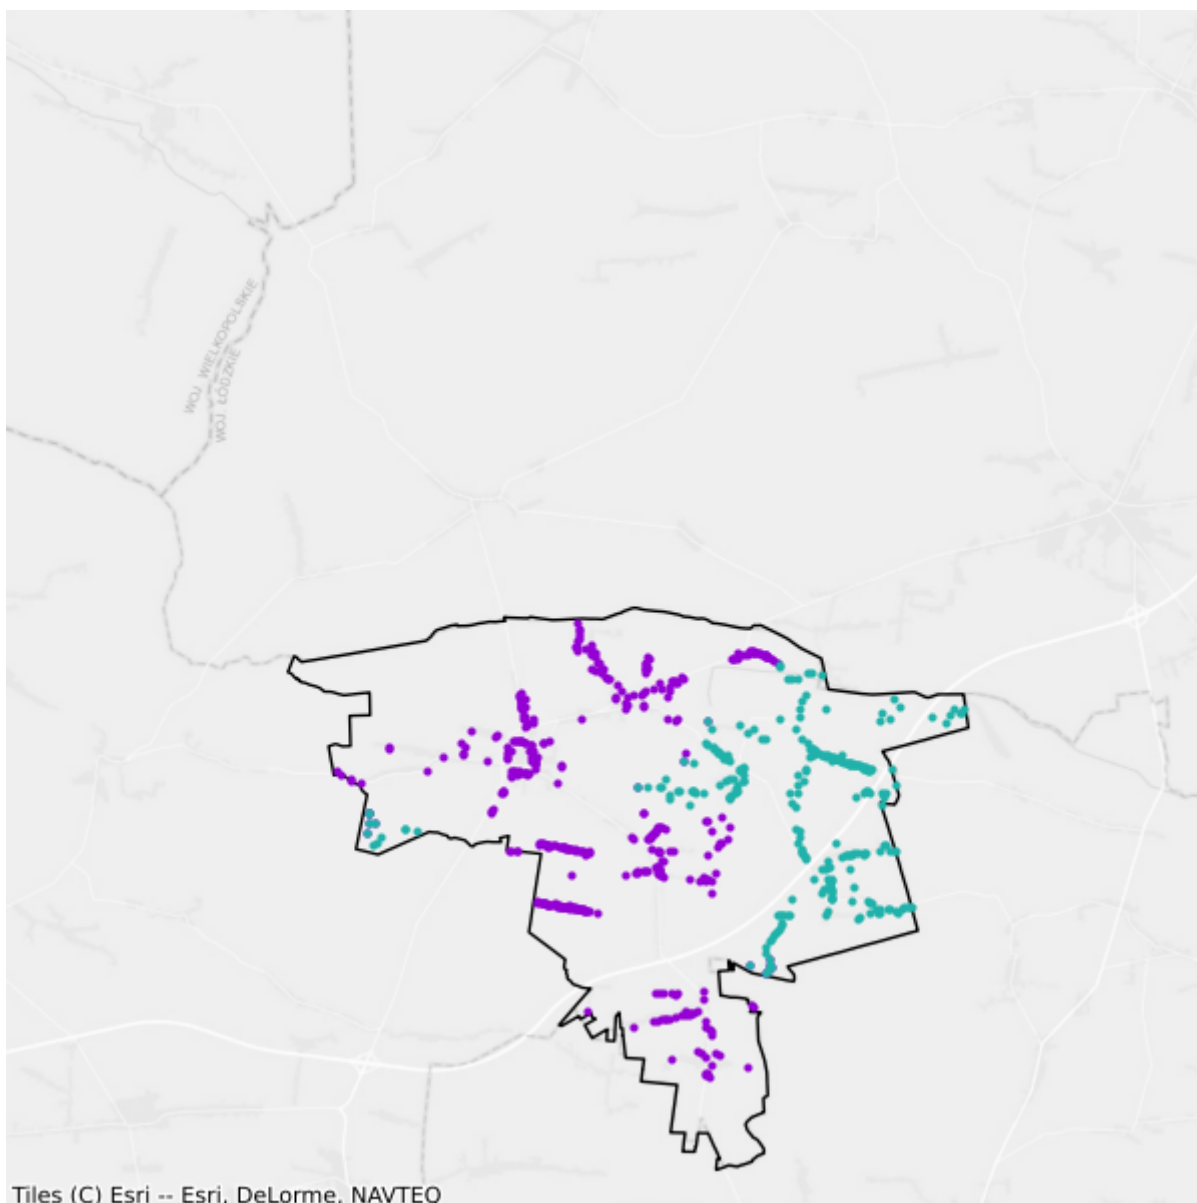 WOJ. WIELKOPOLSKIE
WOJ. ŁÓDZKIE
Tiles (C) Esri -- Esri, DeLorme, NAVTEQ